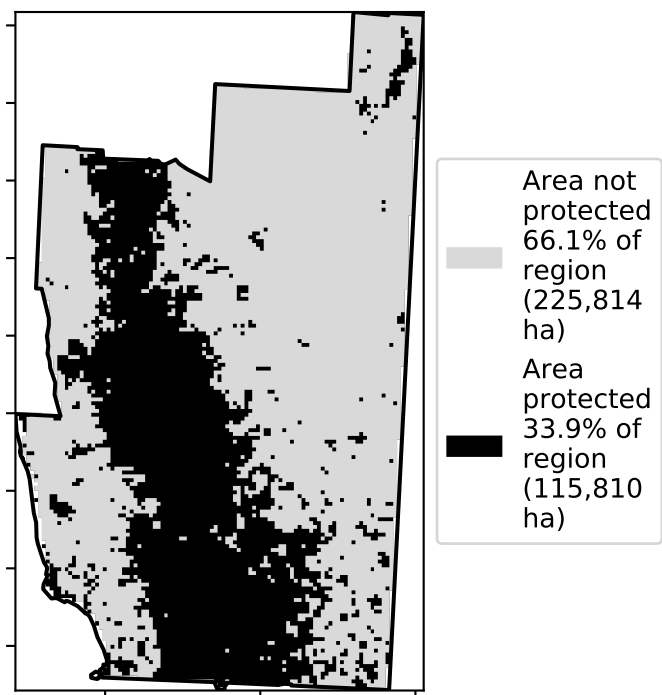 Area not
protected
66.1% of
region
(225,814
ha)
Area
protected
33.9% of
region
(115,810
ha)